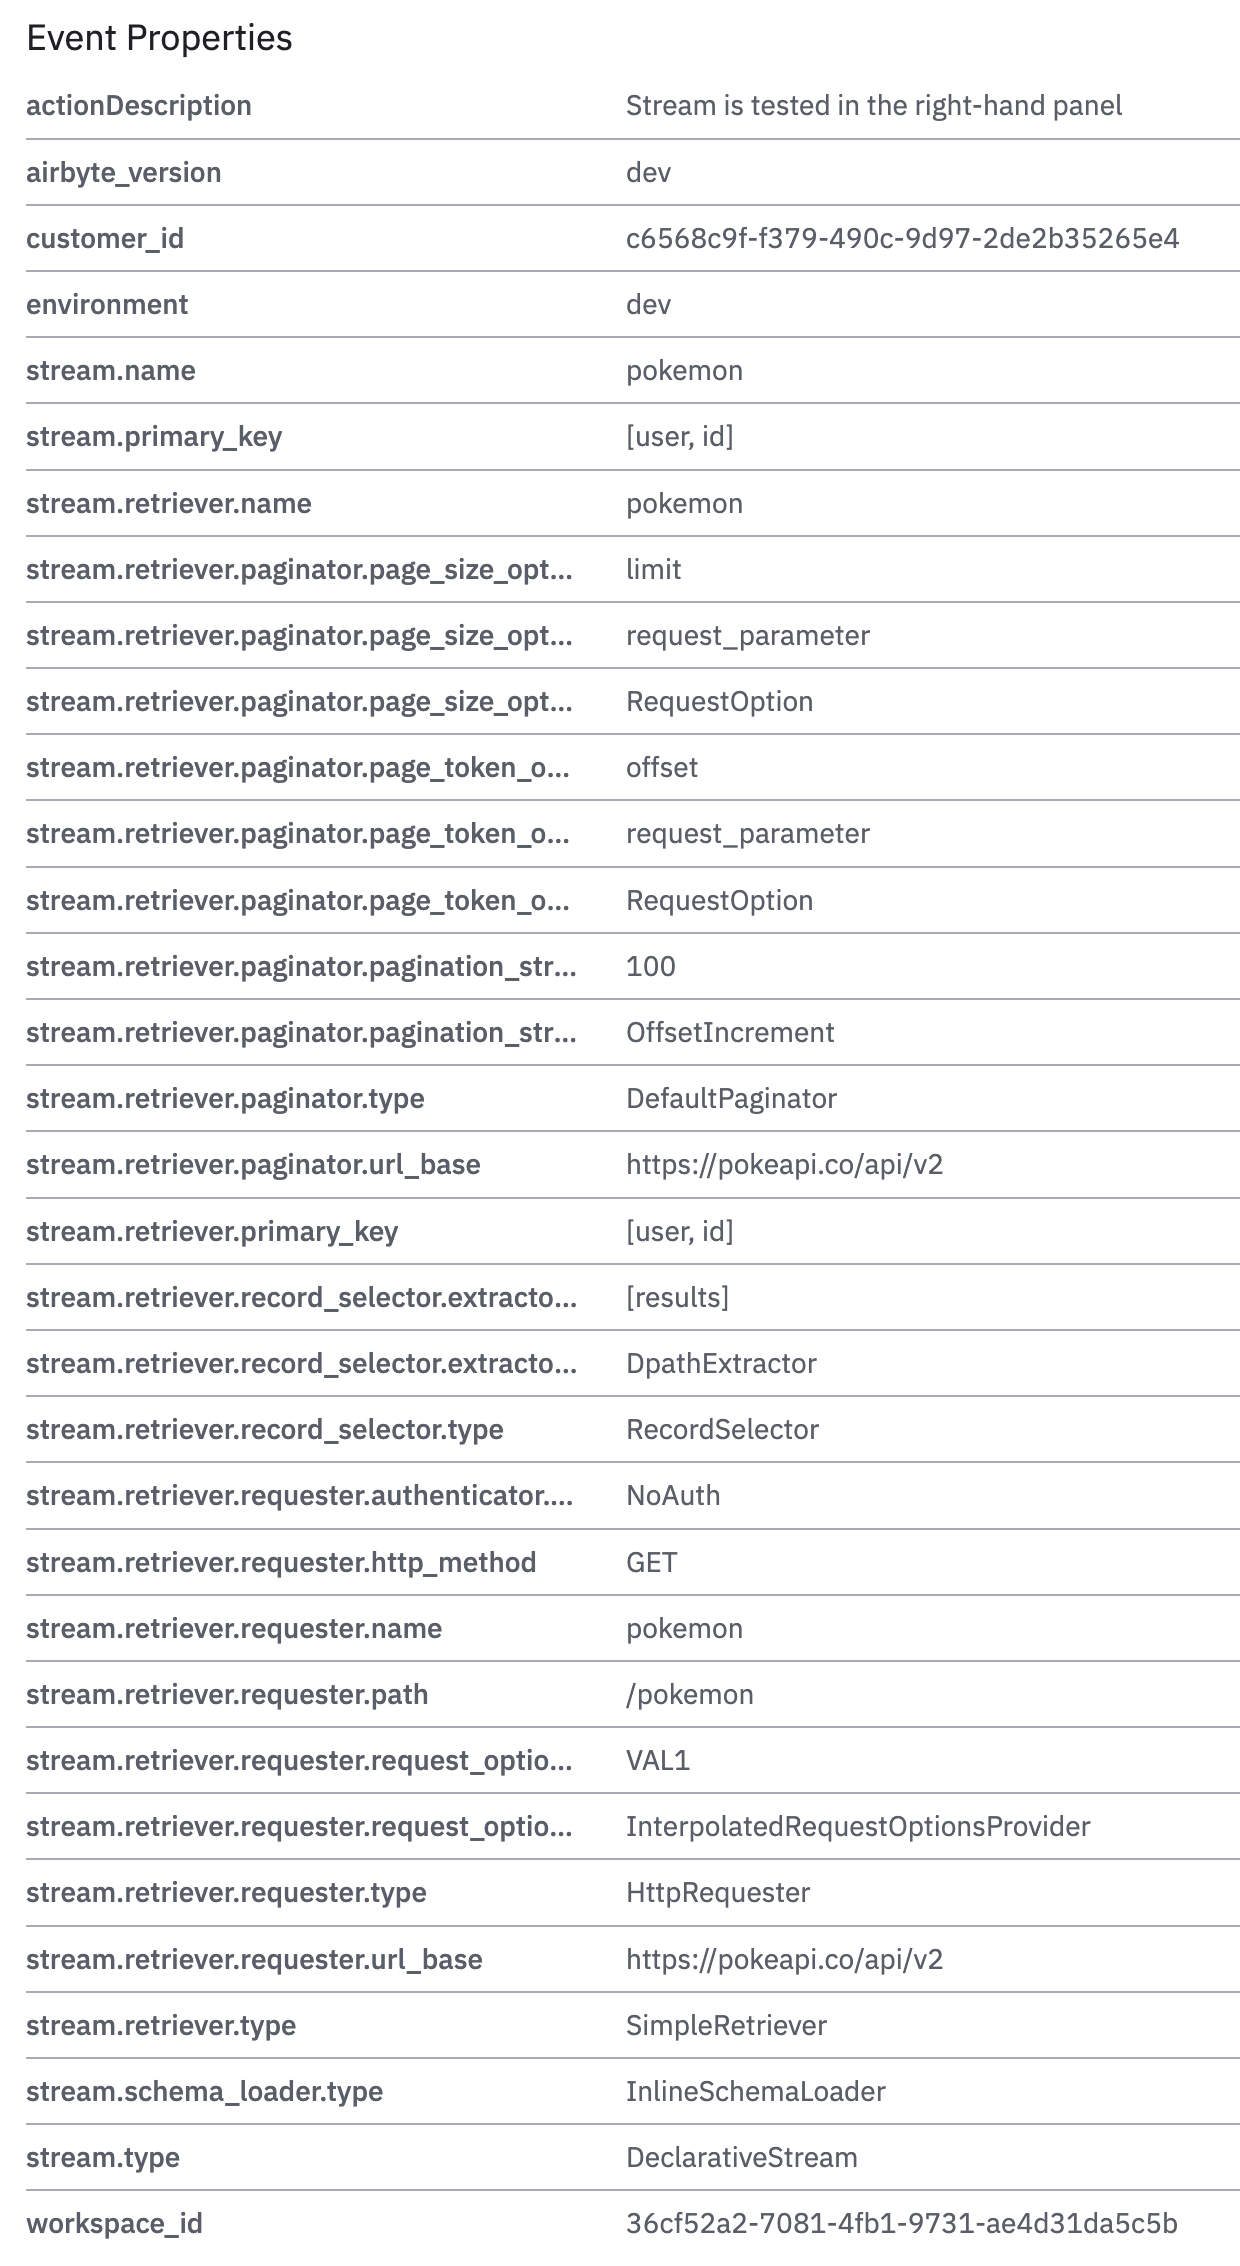 Event Properties
actionDescription Stream is tested in the right-hand panel
airbyte_version dev
customer_id c6568c9f-f379-490c-9d97-2de2b35265e4
environment dev
stream.name pokemon
stream.primary_key [user, id]
stream.retriever.name pokemon
stream.retriever.paginator.page_size_opt... limit
stream.retriever.paginator.page_size_opt... request_parameter
stream.retriever.paginator.page_size_opt... RequestOption
stream.retriever.paginator.page_token_o... offset
stream.retriever.paginator.page_token_o... request_parameter
stream.retriever.paginator.page_token_o... RequestOption
stream.retriever.paginator.pagination_str... 100
stream.retriever.paginator.pagination_str... OffsetIncrement
stream.retriever.paginator.type DefaultPaginator
stream.retriever.paginator.url_base https://pokeapi.co/api/v2
stream.retriever.primary_key [user, id]
stream.retriever.record_selector.extracto... [results]
stream.retriever.record_selector.extracto... DpathExtractor
stream.retriever.record_selector.type RecordSelector
stream.retriever.requester.authenticator.... NoAuth
stream.retriever.requester.http_method GET
stream.retriever.requester.name pokemon
stream.retriever.requester.path /pokemon
stream.retriever.requester.request_optio... VAL1
stream.retriever.requester.request_optio... InterpolatedRequestOptionsProvider
stream.retriever.requester.type HttpRequester
stream.retriever.requester.url_base https://pokeapi.co/api/v2
stream.retriever.type SimpleRetriever
stream.schema_loader.type InlineSchemaLoader
stream.type DeclarativeStream
workspace_id 36cf52a2-7081-4fb1-9731-ae4d31da5c5b